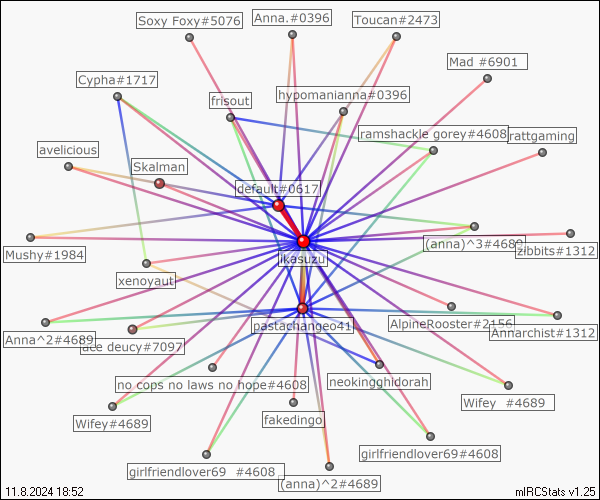 Soxy Foxy#5076
Anna.#0396
Toucan#2473
Mad #6901
Cypha#1717
hypomanianna#0396
frisout
ramshackle gorey#4608
rattgaming
avelicious
Skalman
default#0617
(anna)^3#4689
zibbits#1312
Mushy#1984
likasuzu
xenoyaut
pastachangeo41
AlpineRooster#2156
Annarchist#1312
Anna^2#4689
ace deucy#7097
no cops no laws no hope#4608
neokingghidorah
Wifey #4689
Wifey#4689
fakedingo
girlfriendlover69#4608
girlfriendlover69 #4608
(anna)^2#4689
11.8.2024 18:52
mIRCStats v1.25